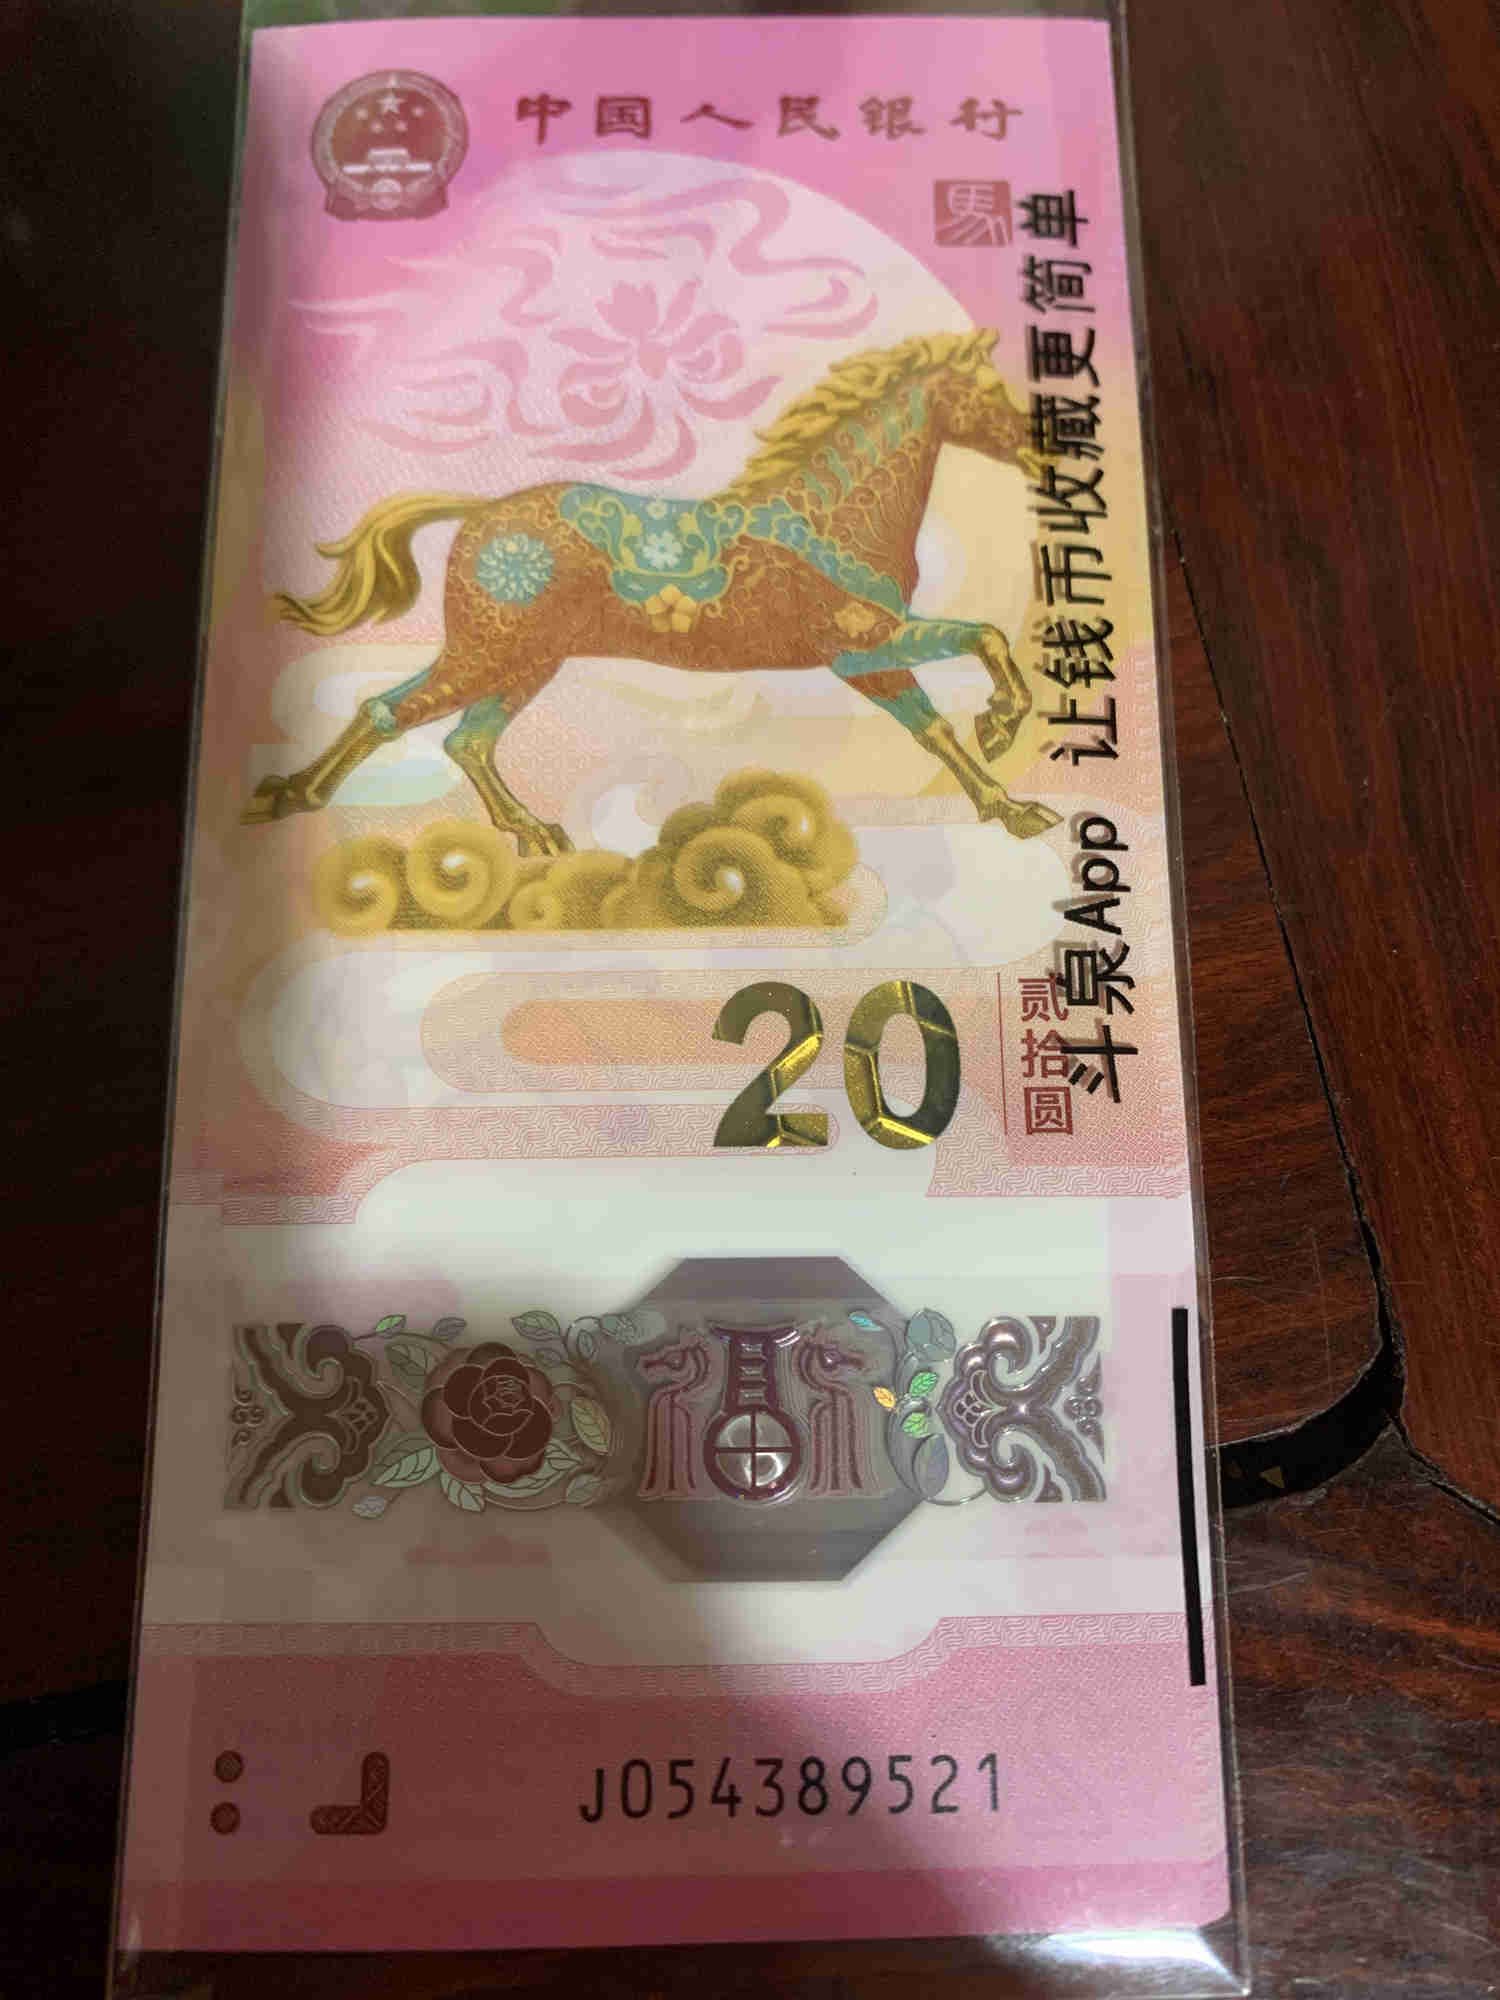 中国人民银行
馬
斗泉App 让钱币收藏更简单
20
贰拾圆
J054389521